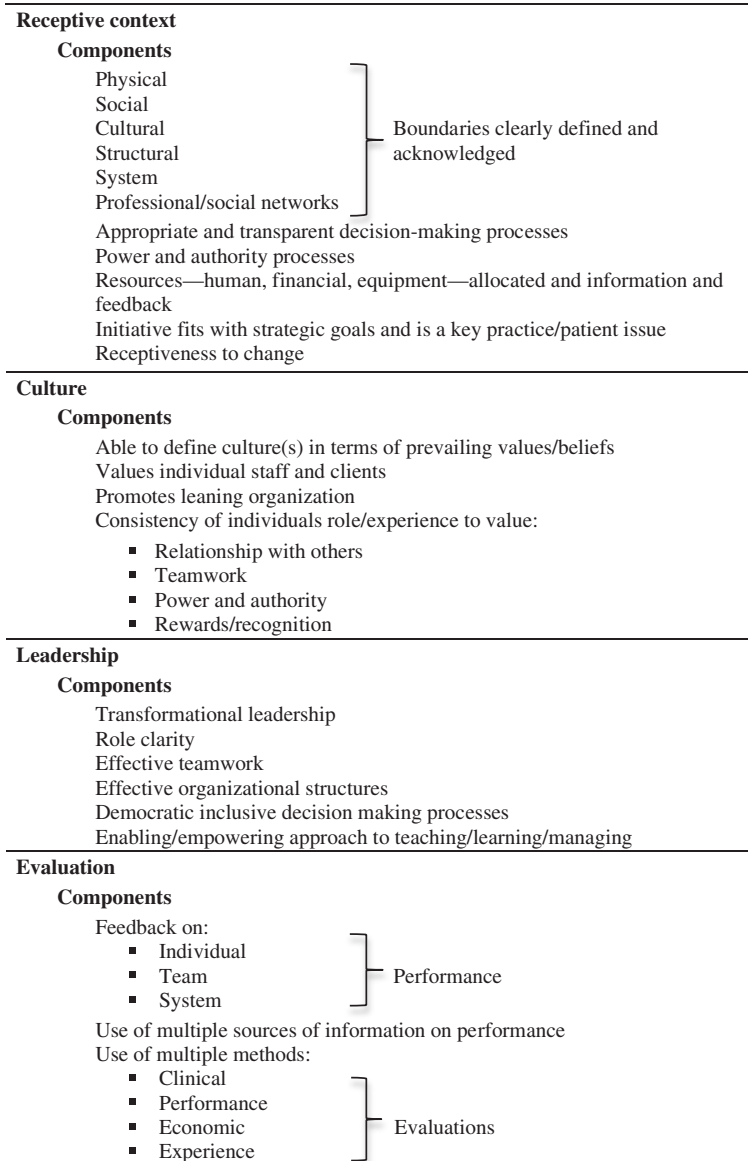 Receptive context
Components
Physical
Social
Cultural
Structural
System
Professional/social networks
Boundaries clearly defined and
acknowledged
Appropriate and transparent decision-making processes
Power and authority processes
Resources—human, financial, equipment—allocated and information and
feedback
Initiative fits with strategic goals and is a key practice/patient issue
Receptiveness to change
Culture
Components
Able to define culture(s) in terms of prevailing values/beliefs
Values individual staff and clients
Promotes leaning organization
Consistency of individuals role/experience to value:
▪ Relationship with others
▪ Teamwork
▪ Power and authority
▪ Rewards/recognition
Leadership
Components
Transformational leadership
Role clarity
Effective teamwork
Effective organizational structures
Democratic inclusive decision making processes
Enabling/empowering approach to teaching/learning/managing
Evaluation
Components
Feedback on:
▪ Individual
▪ Team
▪ System
Performance
Use of multiple sources of information on performance
Use of multiple methods:
▪ Clinical
▪ Performance
▪ Economic
▪ Experience
Evaluations